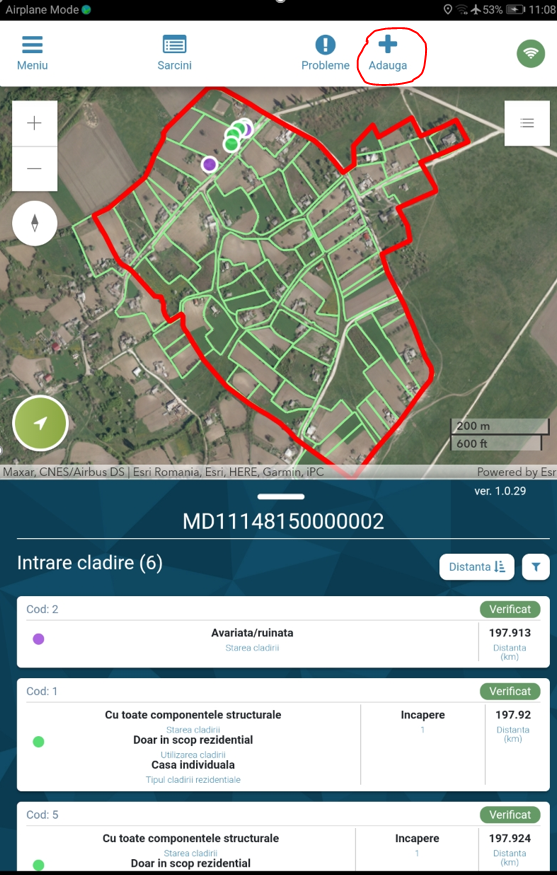 Airplane Mode 53% 11:08
Meniu Sarcini Probleme Adauga
200 m
600 ft
Maxar, CNES/Airbus DS | Esri Romania, Esri, HERE, Garmin, iPC Powered by Esr
ver. 1.0.29
MD11148150000002
Intrare cladire (6) Distanta
Cod: 2 Verificat
Avariata/ruinata 197.913
Starea cladirii Distanta
(km)
Cod: 1 Verificat
Cu toate componentele structurale Incapere 197.92
Starea cladirii 1 Distanta
(km)
Doar in scop rezidential
Utilizarea cladirii
Casa individuala
Tipul cladirii rezidentiale
Cod: 5 Verificat
Cu toate componentele structurale Incapere 197.924
Starea cladirii 1 Distanta
(km)
Doar in scop rezidential